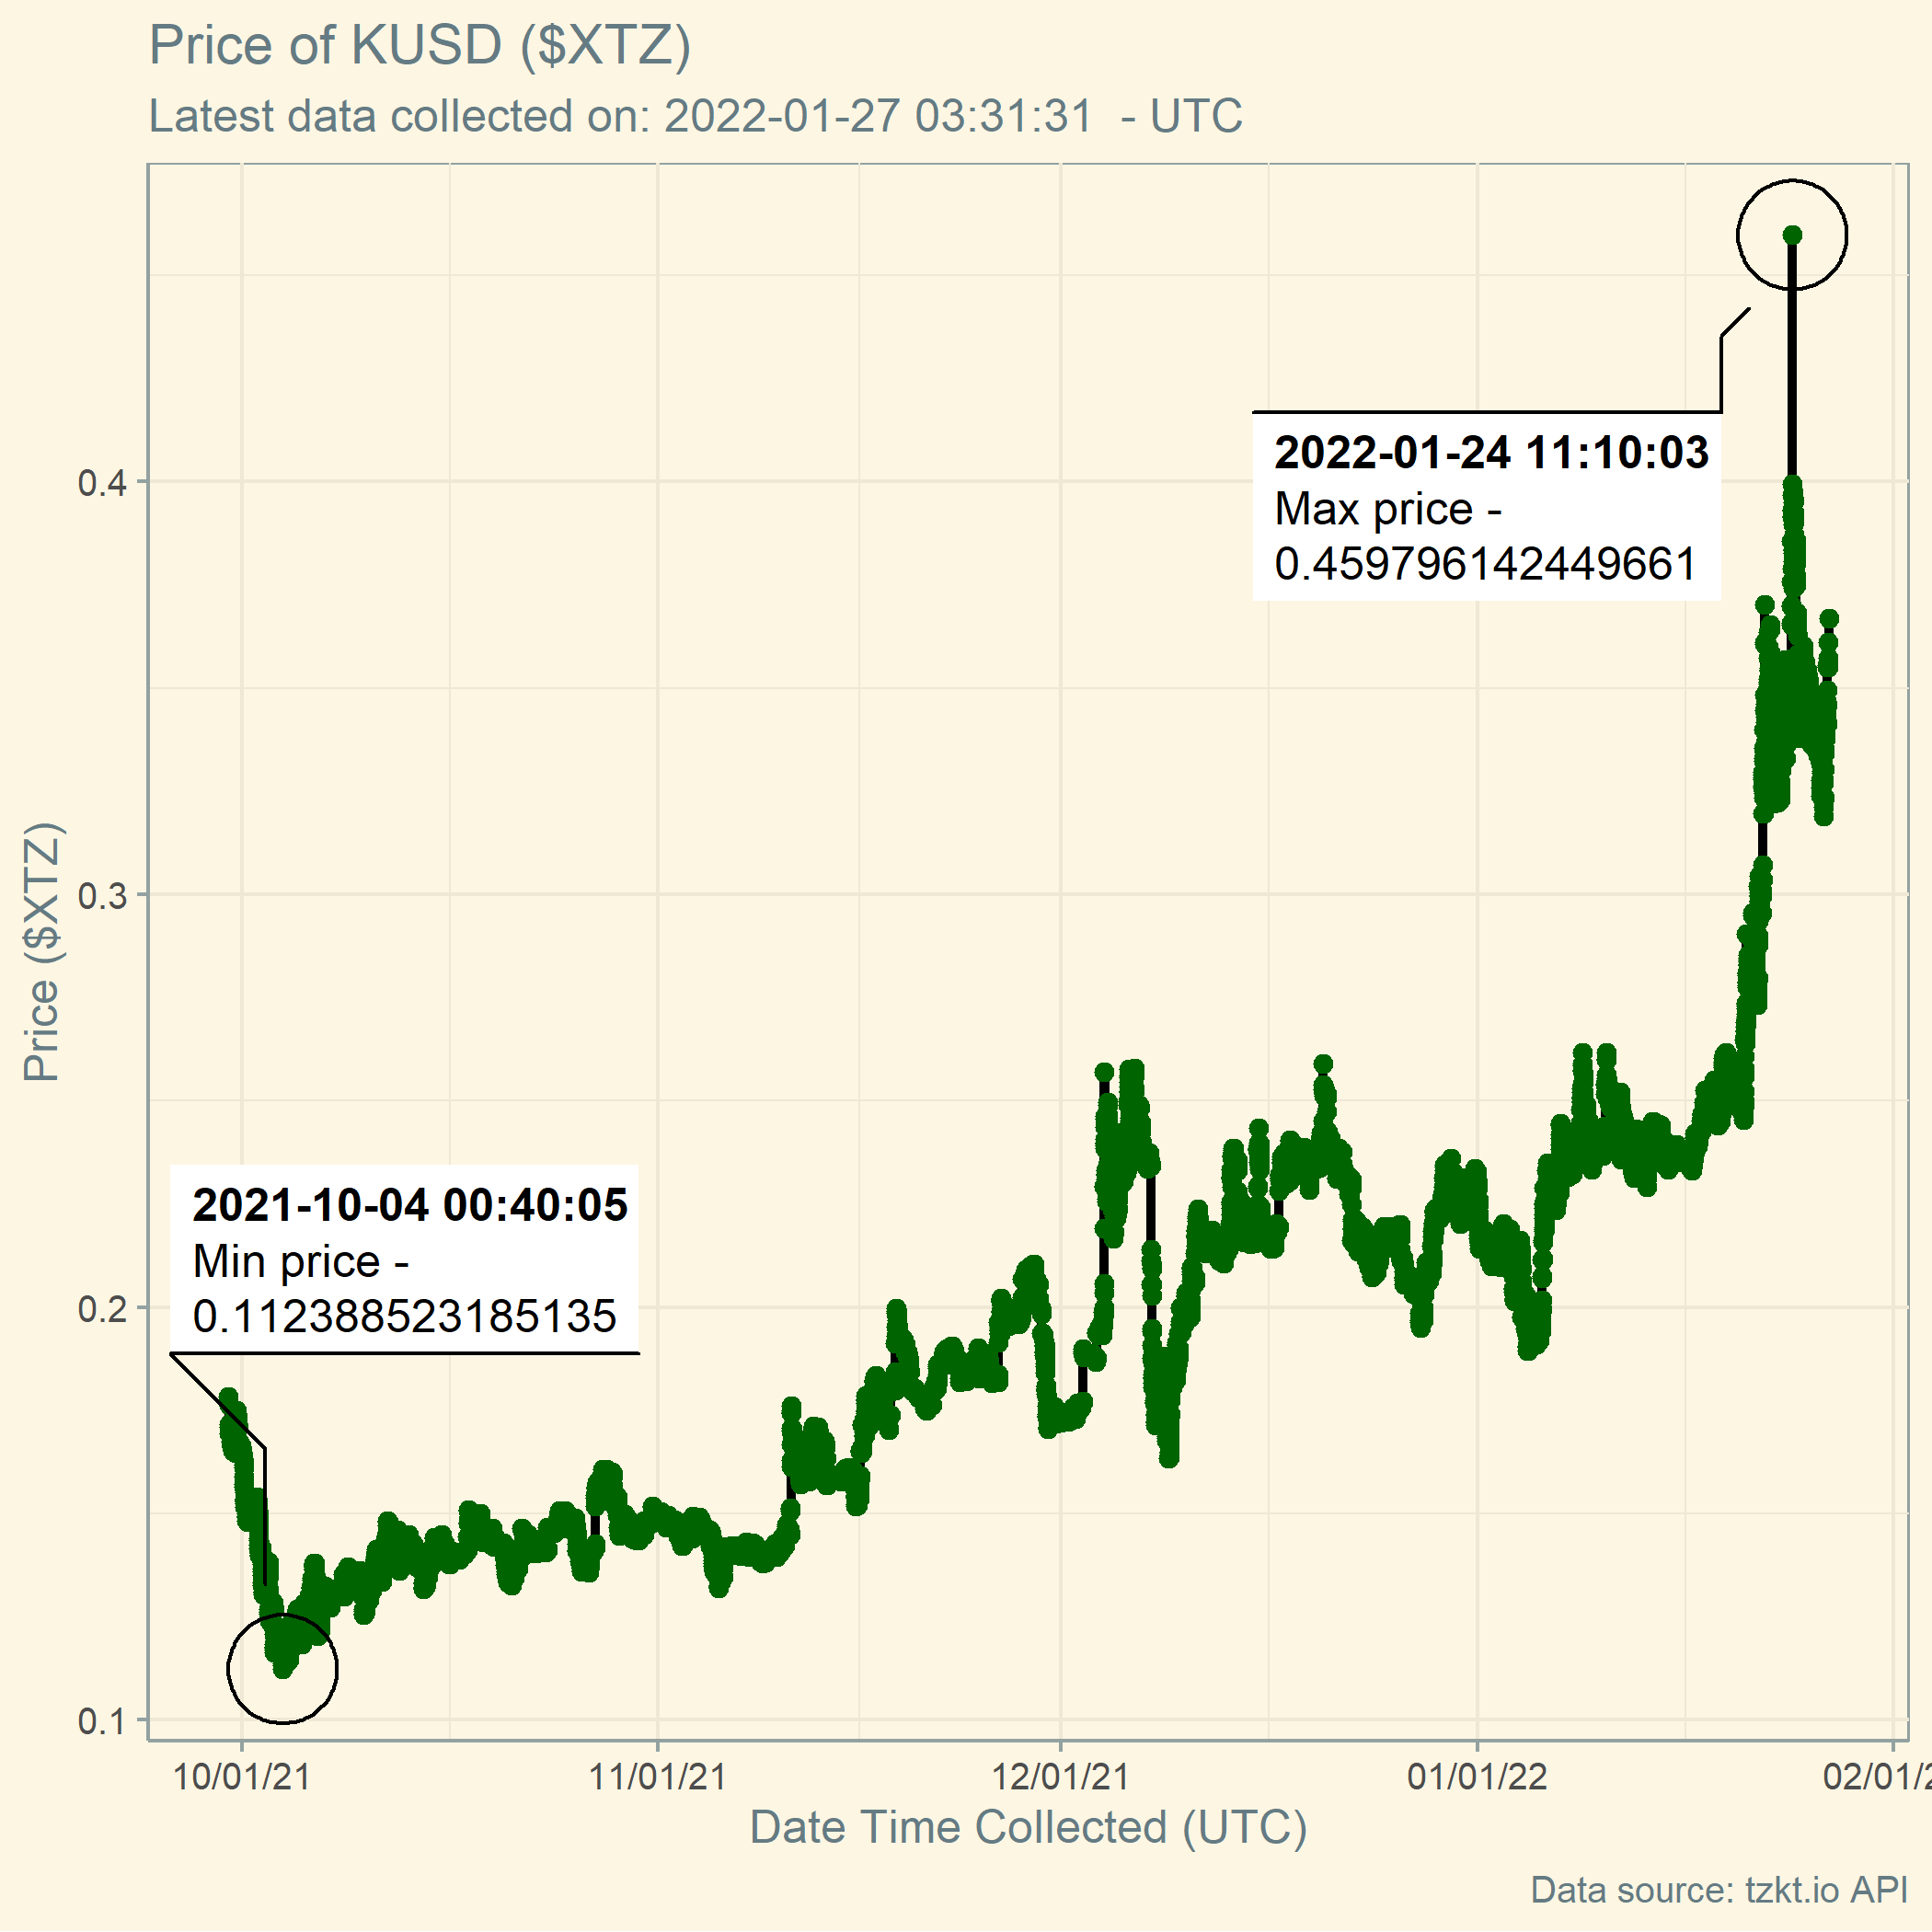 Price of KUSD ($XTZ)
Latest data collected on: 2022-01-27 03:31:31  - UTC
2022-01-24 11:10:03
Max price -
0.459796142449661
0.4
0.3
0.2
0.1
Price ($XTZ)
2021-10-04 00:40:05
Min price -
0.112388523185135
10/01/21
11/01/21
12/01/21
01/01/22
02/01/2
Date Time Collected (UTC)
Data source: tzkt.io API